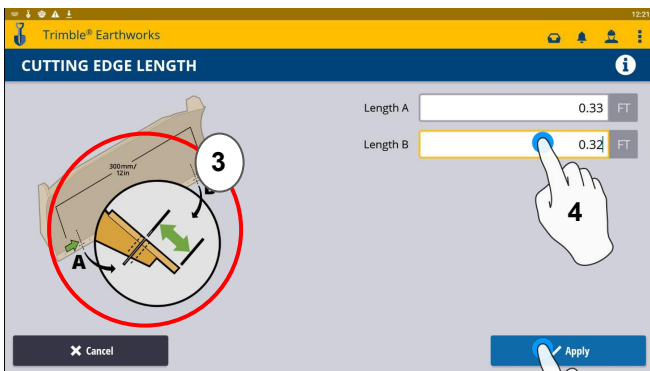 12:21
Trimble® Earthworks
CUTTING EDGE LENGTH
Length A 0.33 FT
Length B 0.32 FT
300mm/
12in
3
4
A
Cancel
Apply